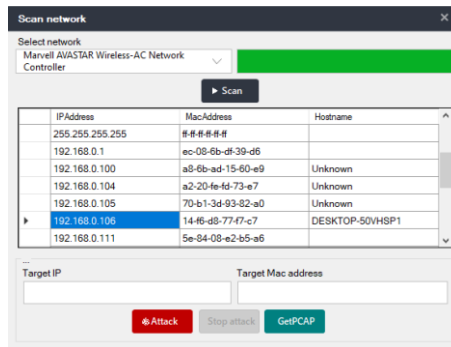 Scan network
Select network
Marvell AVASTAR Wireless-AC Network
Controller
Scan
IPAddress MacAddress Hostname
255.255.255.255 ff-ff-ff-ff-ff-ff
192.168.0.1 ec-08-6b-df-39-d6
192.168.0.100 a8-6b-ad-15-60-e9 Unknown
192.168.0.104 a2-20-fe-fd-73-e7 Unknown
192.168.0.105 70-b1-3d-93-82-a0 Unknown
192.168.0.106 14-f6-d8-77-f7-c7 DESKTOP-50VHSP1
192.168.0.111 5e-84-08-e2-b5-a6
...
Target IP Target Mac address
Attack Stop attack GetPCAP